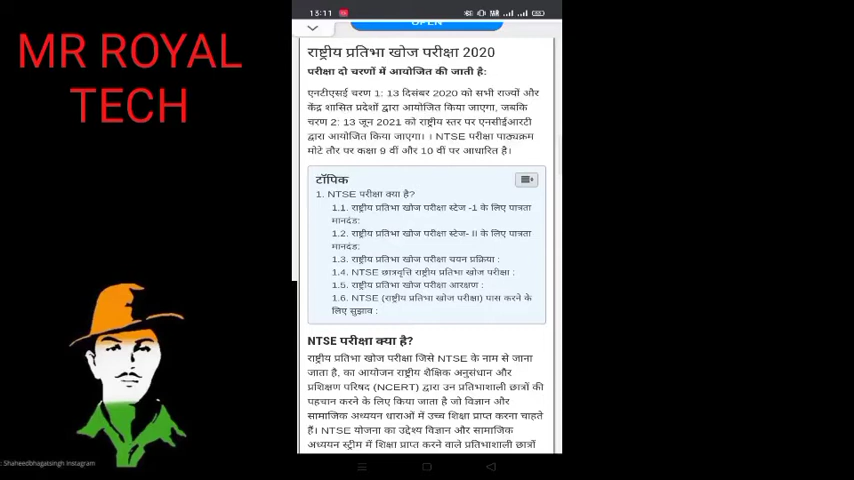 MR ROYAL
TECH
13:11
OPEN
राष्ट्रीय प्रतिभा खोज परीक्षा 2020
परीक्षा दो चरणों में आयोजित की जाती है:
एनटीएसई चरण 1: 13 दिसंबर 2020 को सभी राज्यों और
केंद्र शासित प्रदेशों द्वारा आयोजित किया जाएगा, जबकि
चरण 2: 13 जून 2021 को राष्ट्रीय स्तर पर एनसीईआरटी
द्वारा आयोजित किया जाएगा। । NTSE परीक्षा पाठ्यक्रम
मोटे तौर पर कक्षा 9 वीं और 10 वीं पर आधारित है।
टॉपिक
1. NTSE परीक्षा क्या है?
1.1. राष्ट्रीय प्रतिभा खोज परीक्षा स्टेज -1 के लिए पात्रता
मानदंड:
1.2. राष्ट्रीय प्रतिभा खोज परीक्षा स्टेज- II के लिए पात्रता
मानदंड:
1.3. राष्ट्रीय प्रतिभा खोज परीक्षा चयन प्रक्रिया :
1.4. NTSE छात्रवृत्ति राष्ट्रीय प्रतिभा खोज परीक्षा :
1.5. राष्ट्रीय प्रतिभा खोज परीक्षा आरक्षण :
1.6. NTSE (राष्ट्रीय प्रतिभा खोज परीक्षा) पास करने के
लिए सुझाव :
NTSE परीक्षा क्या है?
राष्ट्रीय प्रतिभा खोज परीक्षा जिसे NTSE के नाम से जाना
जाता है, का आयोजन राष्ट्रीय शैक्षिक अनुसंधान और
प्रशिक्षण परिषद (NCERT) द्वारा उन प्रतिभाशाली छात्रों की
पहचान करने के लिए किया जाता है जो विज्ञान और
सामाजिक अध्ययन धाराओं में उच्च शिक्षा प्राप्त करना चाहते
हैं। NTSE योजना का उद्देश्य विज्ञान और सामाजिक
अध्ययन स्ट्रीम में शिक्षा प्राप्त करने वाले प्रतिभाशाली छात्रों
: Shaheedbhagatsingh Instagram